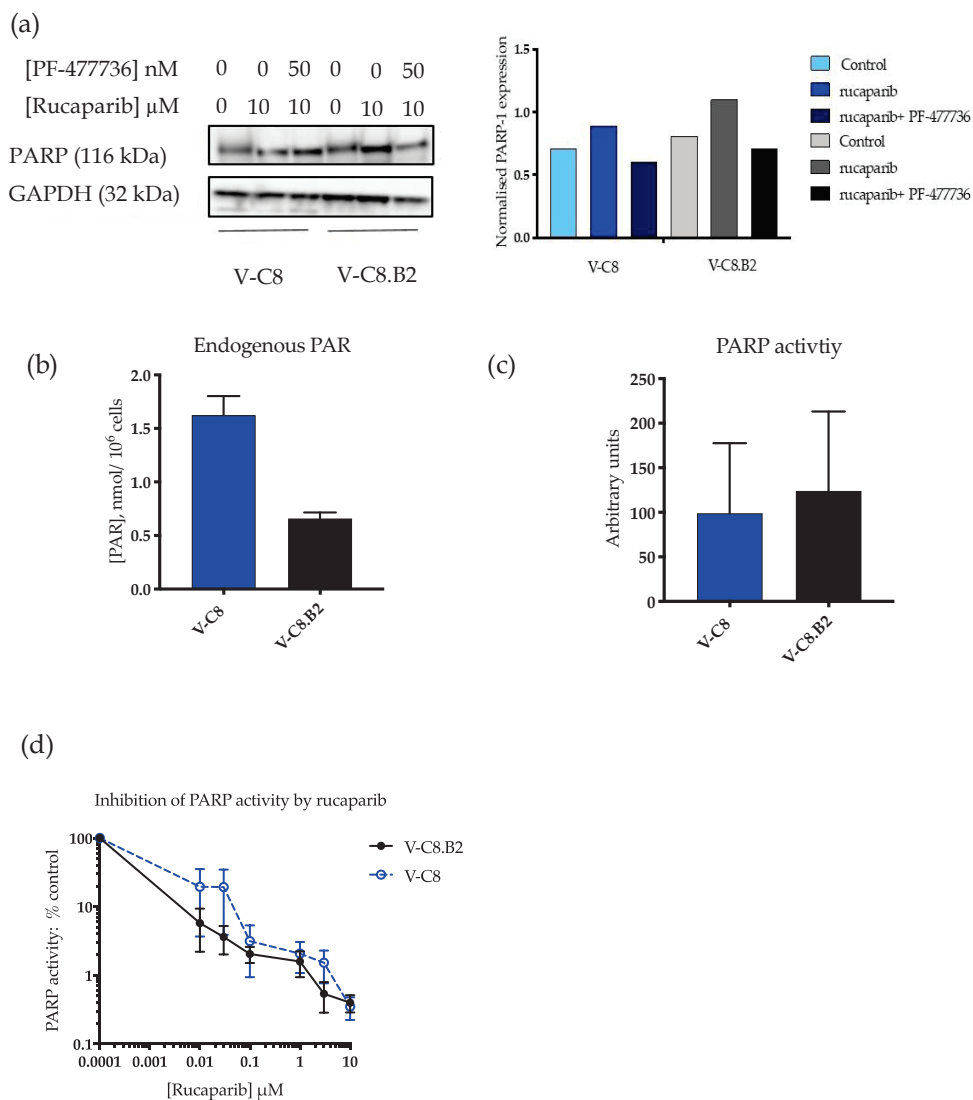 (a)
[PF-477736] nM 0 0 50 0 0 50
[Rucaparib] µM 0 10 10 0 10 10
PARP (116 kDa)
GAPDH (32 kDa)
V-C8 V-C8.B2
Normalised PARP-1 expression
1.5
1.0
0.5
0.0
V-C8 V-C8.B2
Control
rucaparib
rucaparib+ PF-477736
Control
rucaparib
rucaparib+ PF-477736
(b)
Endogenous PAR
[PAR], nmol/ 10⁶ cells
2.0
1.5
1.0
0.5
0.0
V-C8
V-C8.B2
(c)
PARP activtiy
Arbitrary units
250
200
150
100
50
0
V-C8
V-C8.B2
(d)
Inhibition of PARP activity by rucaparib
PARP activity: % control
100
10
1
0.1
0.0001 0.001 0.01 0.1 1 10
[Rucaparib] µM
V-C8.B2
V-C8